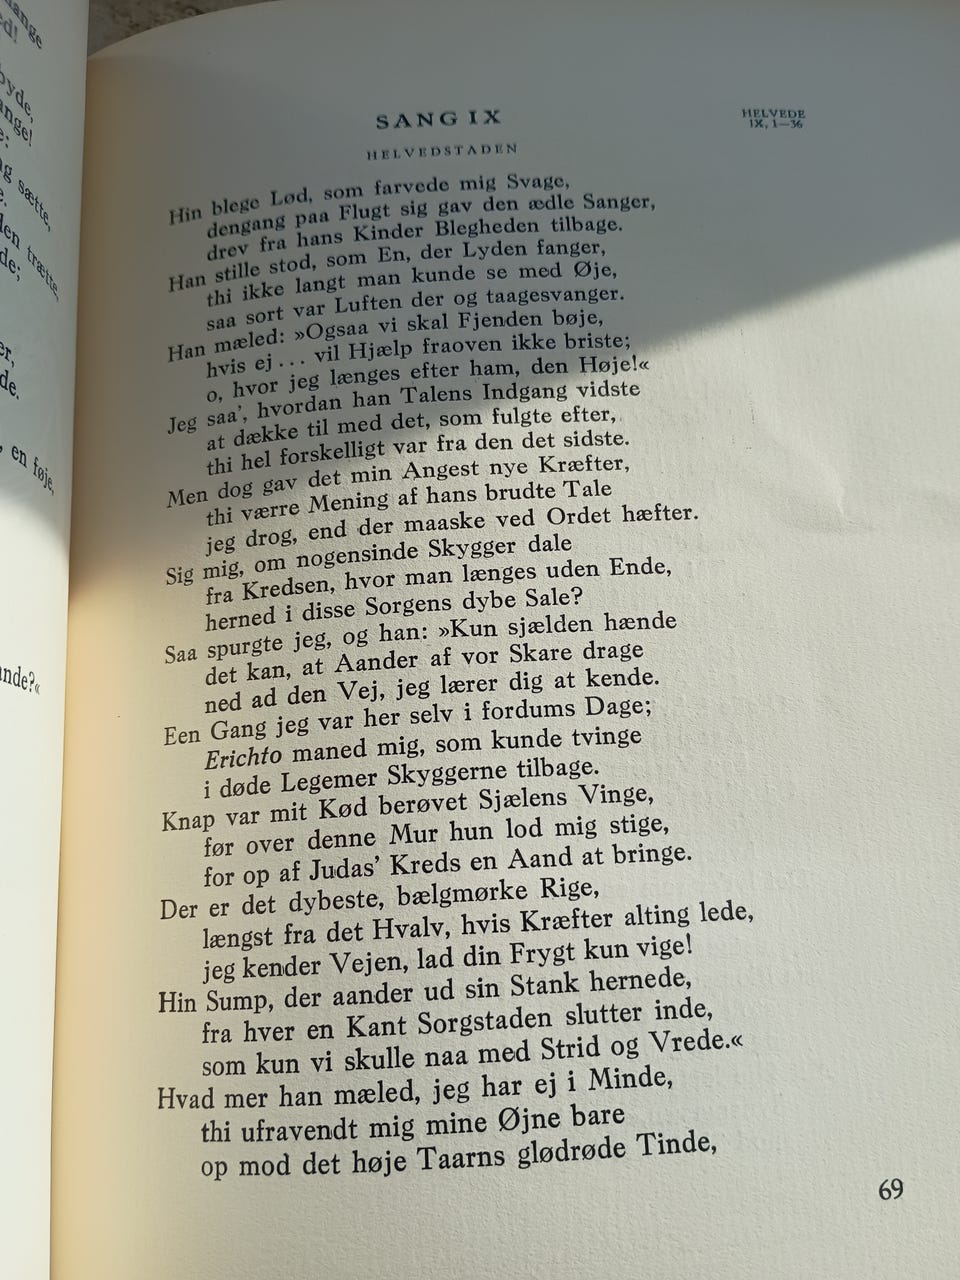 ange
ed!
byde,
ange!
e:
ag sætte,
e.
den trætte,
de;
er,
de.
, en føje,
ande?«
SANG IX
HELVEDSTADEN
HELVEDE
IX, 1—36
Hin blege Lød, som farvede mig Svage,
dengang paa Flugt sig gav den ædle Sanger,
drev fra hans Kinder Blegheden tilbage.
Han stille stod, som En, der Lyden fanger,
thi ikke langt man kunde se med Øje,
saa sort var Luften der og taagesvanger.
Han mæled: »Ogsaa vi skal Fjenden bøje,
hvis ej . . . vil Hjælp fraoven ikke briste;
o, hvor jeg længes efter ham, den Høje!«
Jeg saa', hvordan han Talens Indgang vidste
at dække til med det, som fulgte efter,
thi hel forskelligt var fra den det sidste.
Men dog gav det min Angest nye Kræfter,
thi værre Mening af hans brudte Tale
jeg drog, end der maaske ved Ordet hæfter.
Sig mig, om nogensinde Skygger dale
fra Kredsen, hvor man længes uden Ende,
herned i disse Sorgens dybe Sale?
Saa spurgte jeg, og han: »Kun sjælden hænde
det kan, at Aander af vor Skare drage
ned ad den Vej, jeg lærer dig at kende.
Een Gang jeg var her selv i fordums Dage;
Erichto maned mig, som kunde tvinge
i døde Legemer Skyggerne tilbage.
Knap var mit Kød berøvet Sjælens Vinge,
før over denne Mur hun lod mig stige,
for op af Judas' Kreds en Aand at bringe.
Der er det dybeste, bælgmørke Rige,
længst fra det Hvalv, hvis Kræfter alting lede,
jeg kender Vejen, lad din Frygt kun vige!
Hin Sump, der aander ud sin Stank hernede,
fra hver en Kant Sorgstaden slutter inde,
som kun vi skulle naa med Strid og Vrede.«
Hvad mer han mæled, jeg har ej i Minde,
thi ufravendt mig mine Øjne bare
op mod det høje Taarns glødrøde Tinde,
69